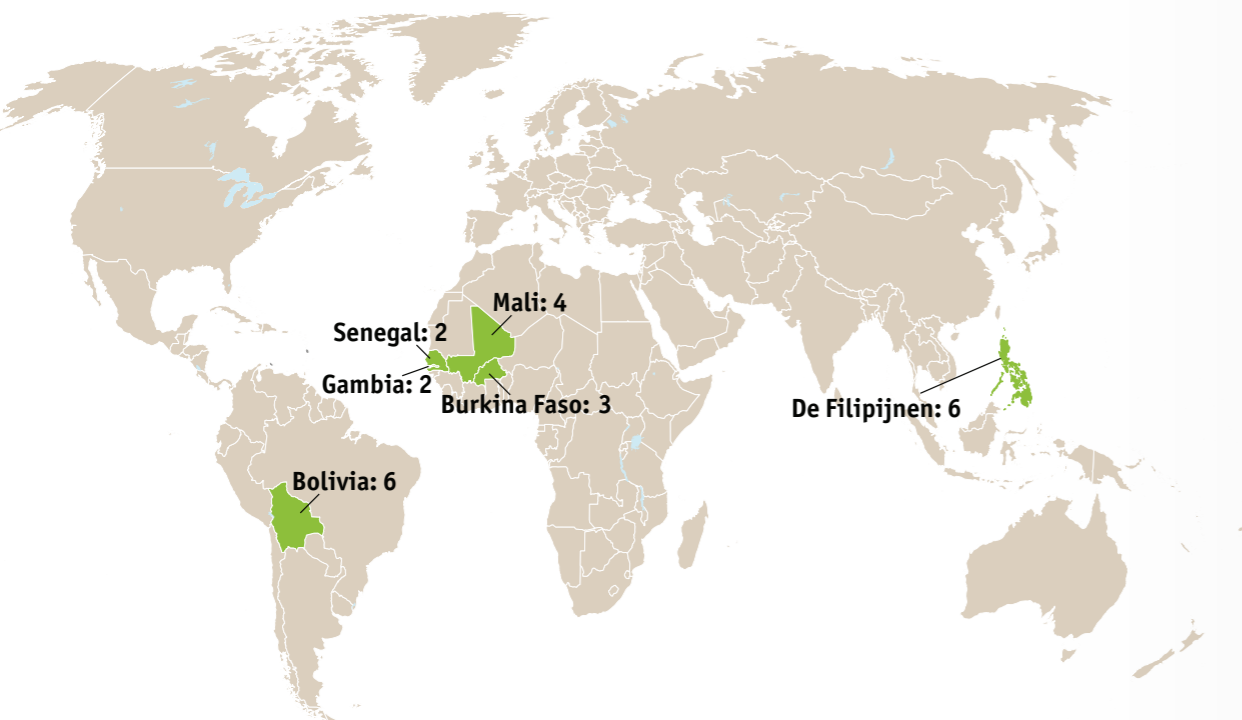 Mali: 4
Senegal: 2
Gambia: 2
Burkina Faso: 3
De Filipijnen: 6
Bolivia: 6